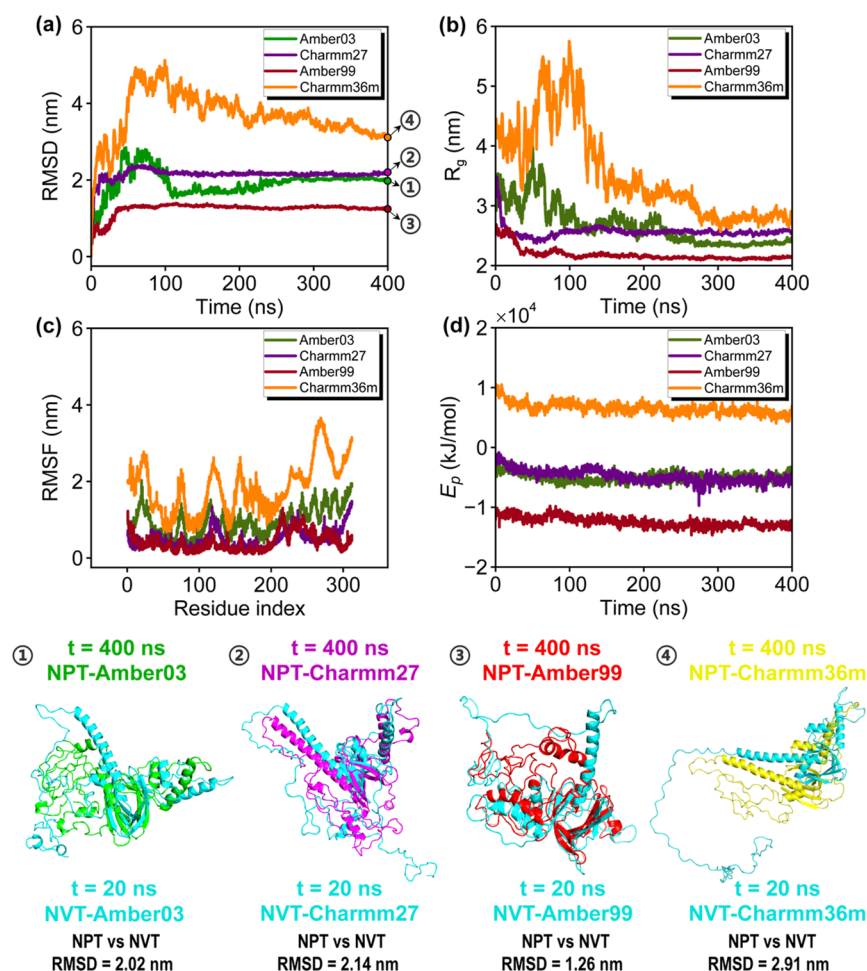 (a)
6
4
2
0
RMSD (nm)
Amber03
Charmm27
Amber99
Charmm36m
④
②
①
③
0 100 200 300 400
Time (ns)
(b)
6
5
4
3
2
Rg (nm)
Amber03
Charmm27
Amber99
Charmm36m
0 100 200 300 400
Time (ns)
(c)
6
4
2
0
RMSF (nm)
Amber03
Charmm27
Amber99
Charmm36m
0 100 200 300
Residue index
(d)
×10⁴
2
1
0
−1
−2
Ep (kJ/mol)
Amber03
Charmm27
Amber99
Charmm36m
0 100 200 300 400
Time (ns)
① t = 400 ns
NPT-Amber03
t = 20 ns
NVT-Amber03
NPT vs NVT
RMSD = 2.02 nm
② t = 400 ns
NPT-Charmm27
t = 20 ns
NVT-Charmm27
NPT vs NVT
RMSD = 2.14 nm
③ t = 400 ns
NPT-Amber99
t = 20 ns
NVT-Amber99
NPT vs NVT
RMSD = 1.26 nm
④ t = 400 ns
NPT-Charmm36m
t = 20 ns
NVT-Charmm36m
NPT vs NVT
RMSD = 2.91 nm